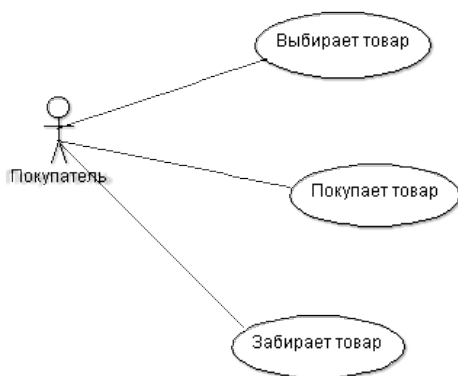 Выбирает товар
Покупатель
Покупает товар
Забирает товар